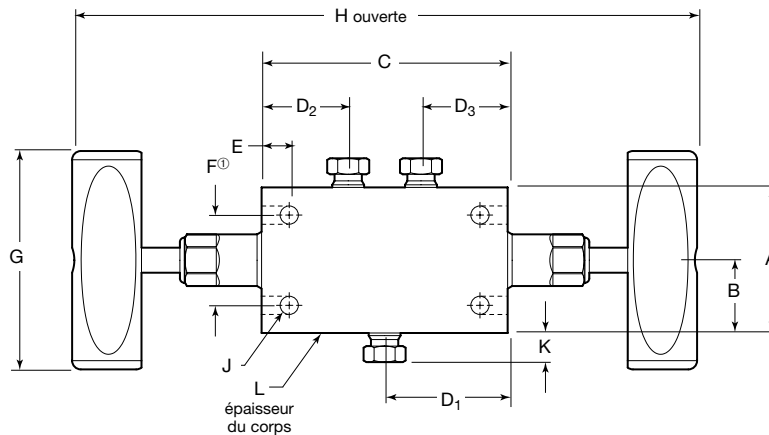 H ouverte
C
D2
D3
E
F①
G
A
B
J
K
L
épaisseur
du corps
D1